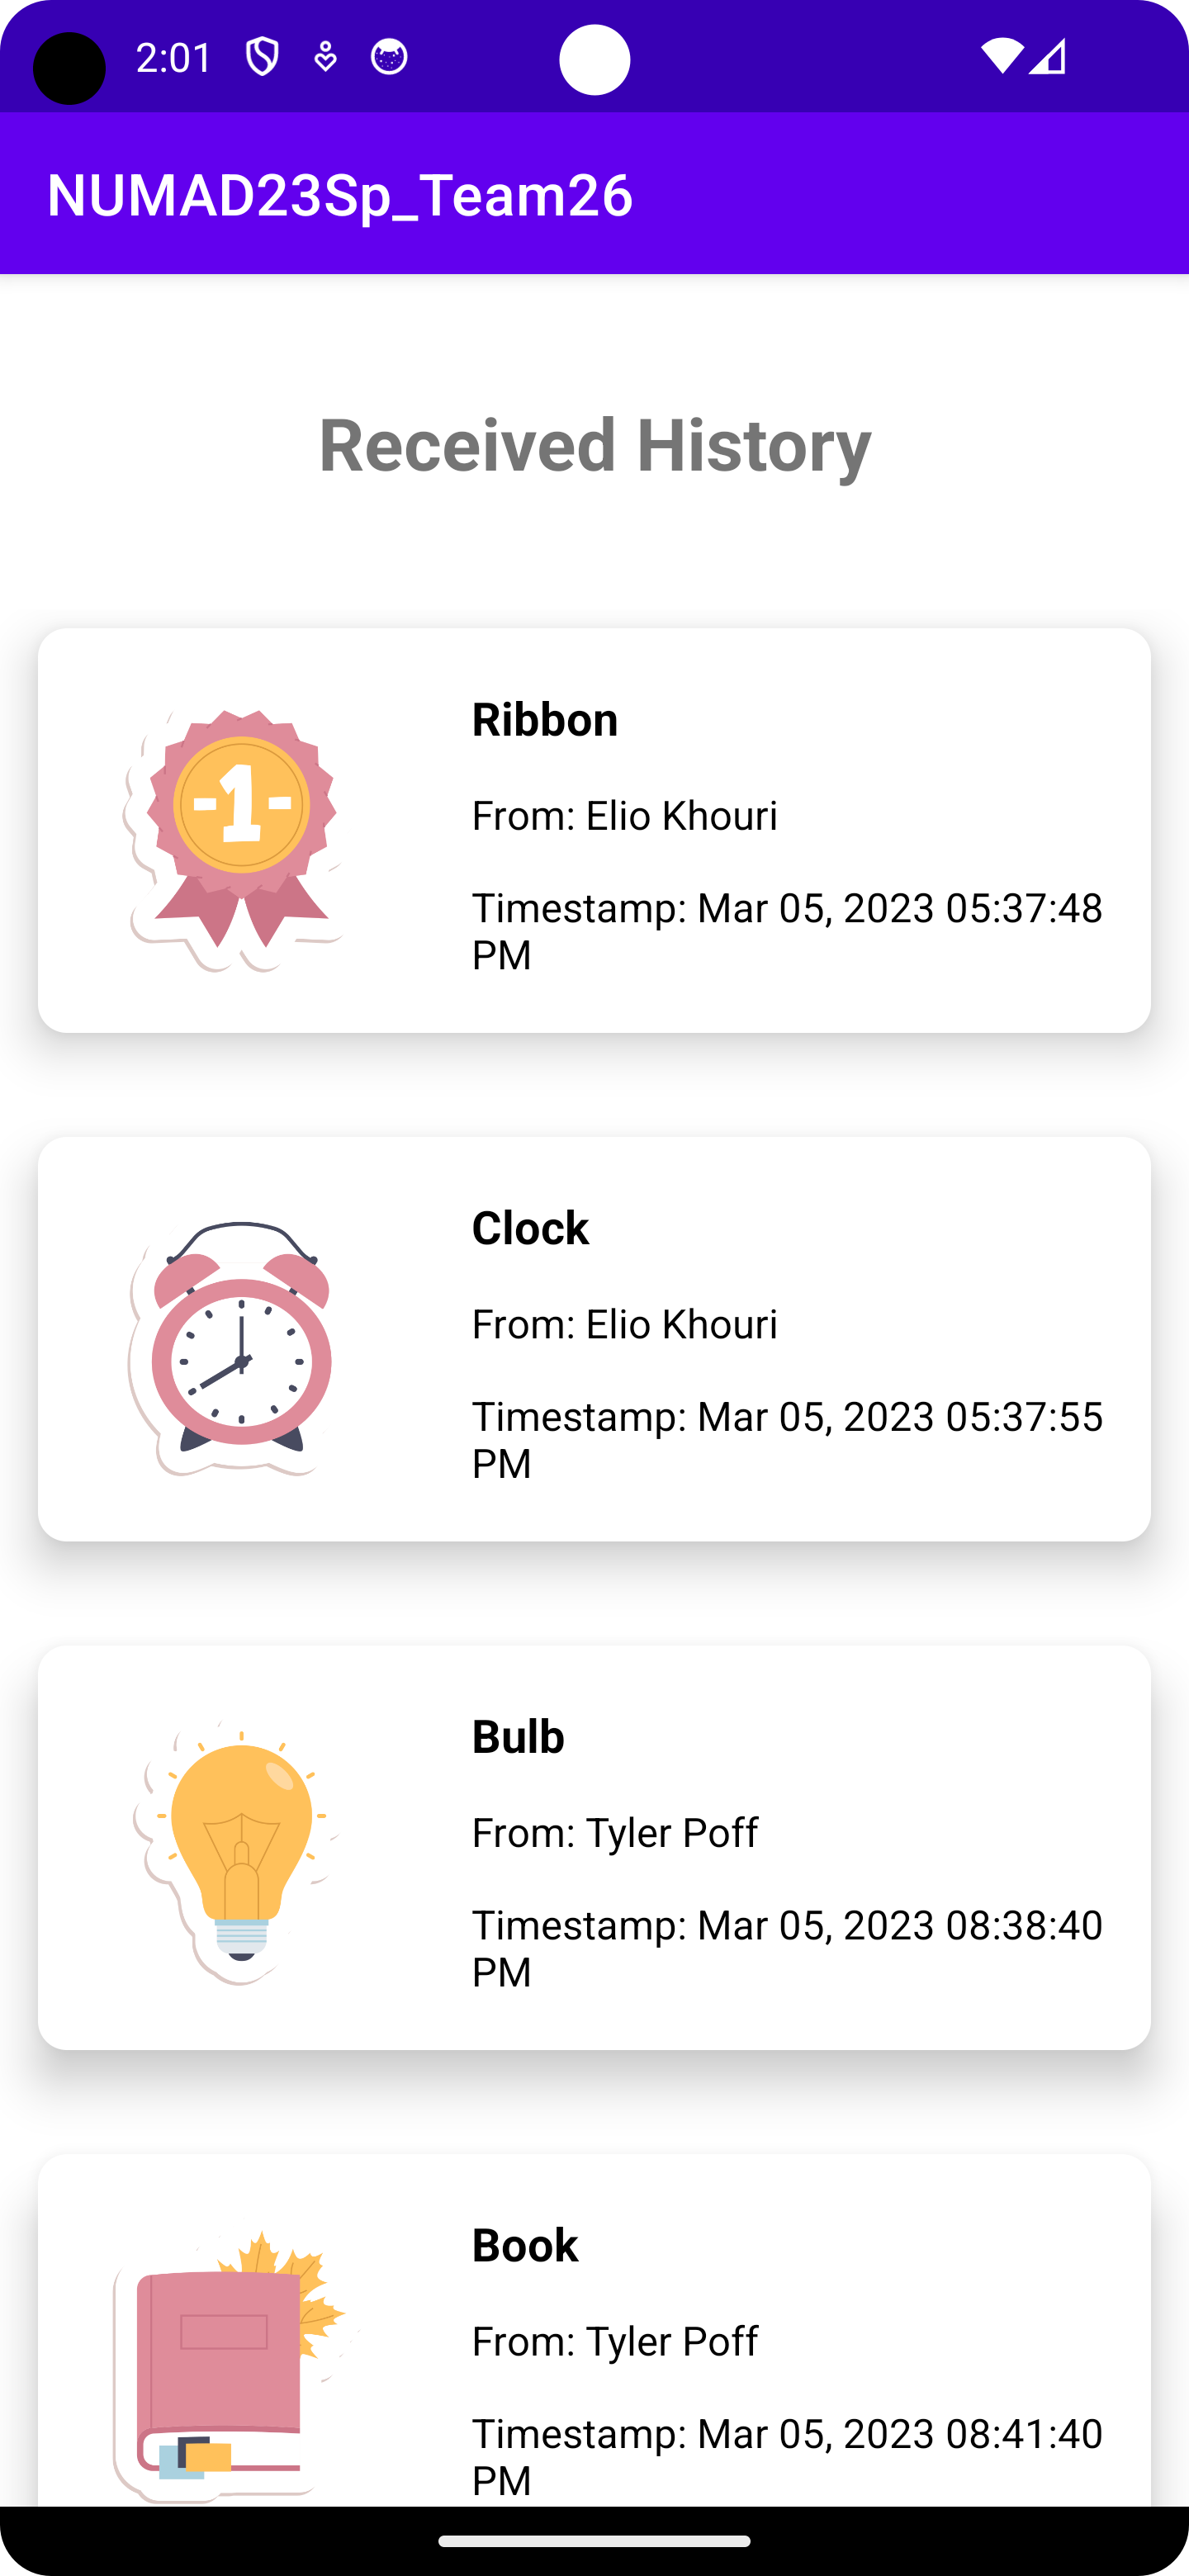 2:01
NUMAD23Sp_Team26
Received History
-1-
Ribbon
From: Elio Khouri
Timestamp: Mar 05, 2023 05:37:48
PM
Clock
From: Elio Khouri
Timestamp: Mar 05, 2023 05:37:55
PM
Bulb
From: Tyler Poff
Timestamp: Mar 05, 2023 08:38:40
PM
Book
From: Tyler Poff
Timestamp: Mar 05, 2023 08:41:40
PM